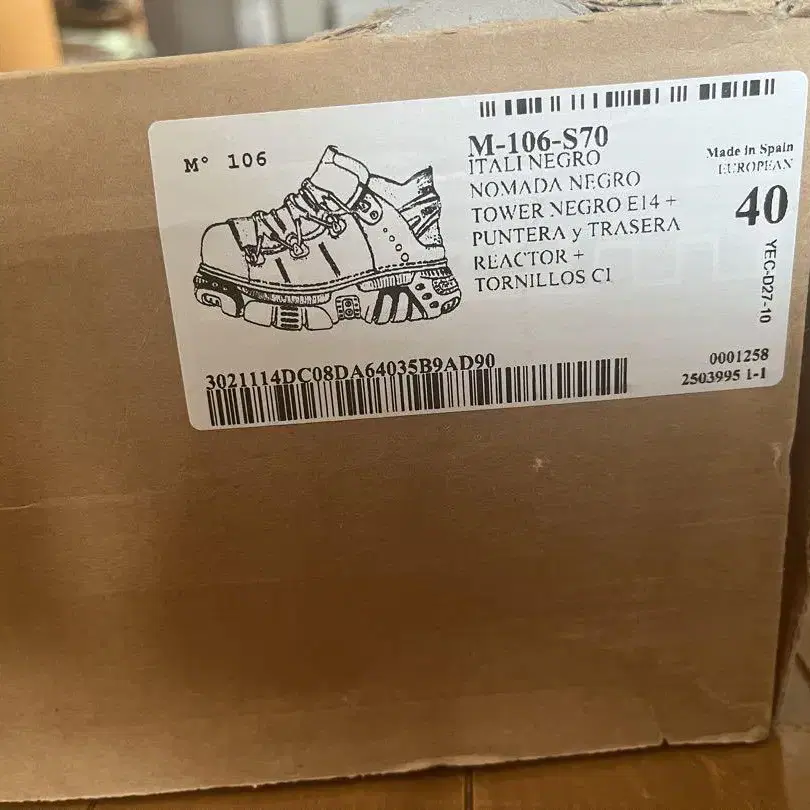 M° 106
M-106-S70
ITALI NEGRO
NOMADA NEGRO
TOWER NEGRO E14 +
PUNTERA y TRASERA
REACTOR +
TORNILLOS C1
Made in Spain
EUROPEAN
40
YEC-D27-10
3021114DC08DA64035B9AD90
0001258
2503995 1-1